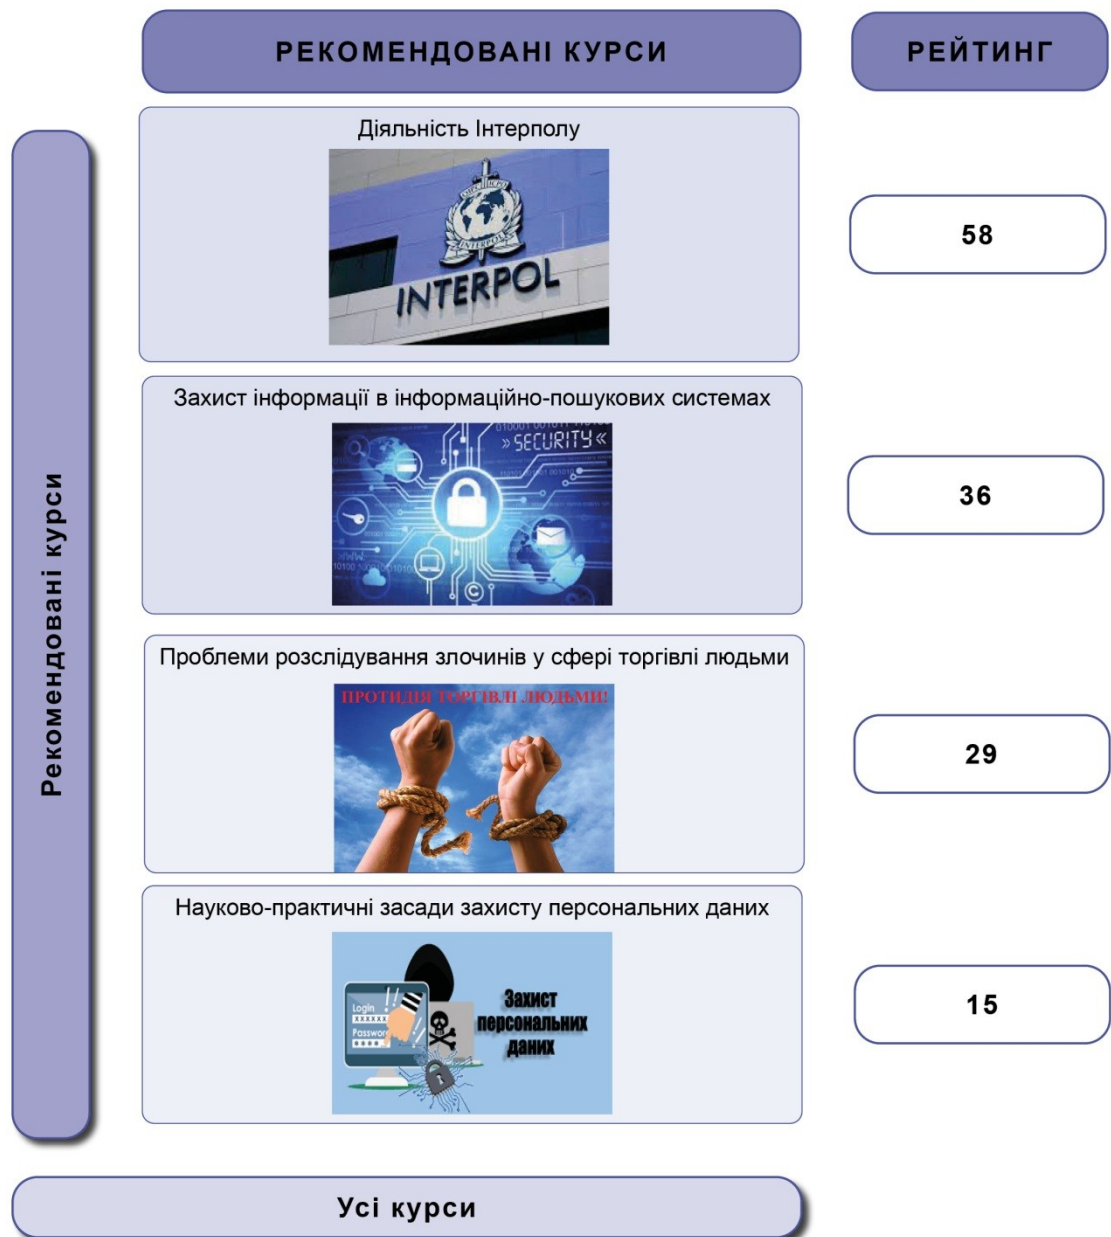 РЕКОМЕНДОВАНІ КУРСИ
РЕЙТИНГ
Рекомендовані курси
Діяльність Інтерполу
INTERPOL
INTERPOL
58
Захист інформації в інформаційно-пошукових системах
»SECURITY«
36
Проблеми розслідування злочинів у сфері торгівлі людьми
ПРОТИДІЯ ТОРГІВЛІ ЛЮДЬМИ!
29
Науково-практичні засади захисту персональних даних
Login
XXXXXX
Password
Захист
персональних
даних
15
Усі курси